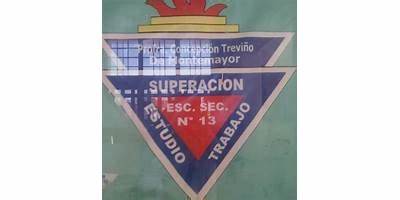 Profra. Concepción Treviño
De Montemayor
SUPERACION
ESC. SEC.
N° 13
ESTUDIO
TRABAJO